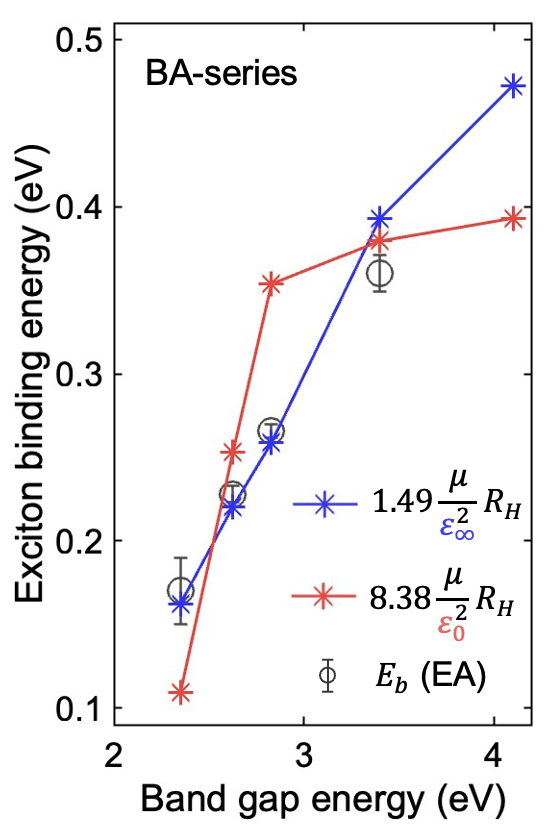 BA-series
Exciton binding energy (eV)
0.5
0.4
0.3
0.2
0.1
1.49 μ/ε∞² R_H
8.38 μ/ε₀² R_H
E_b (EA)
2 3 4
Band gap energy (eV)